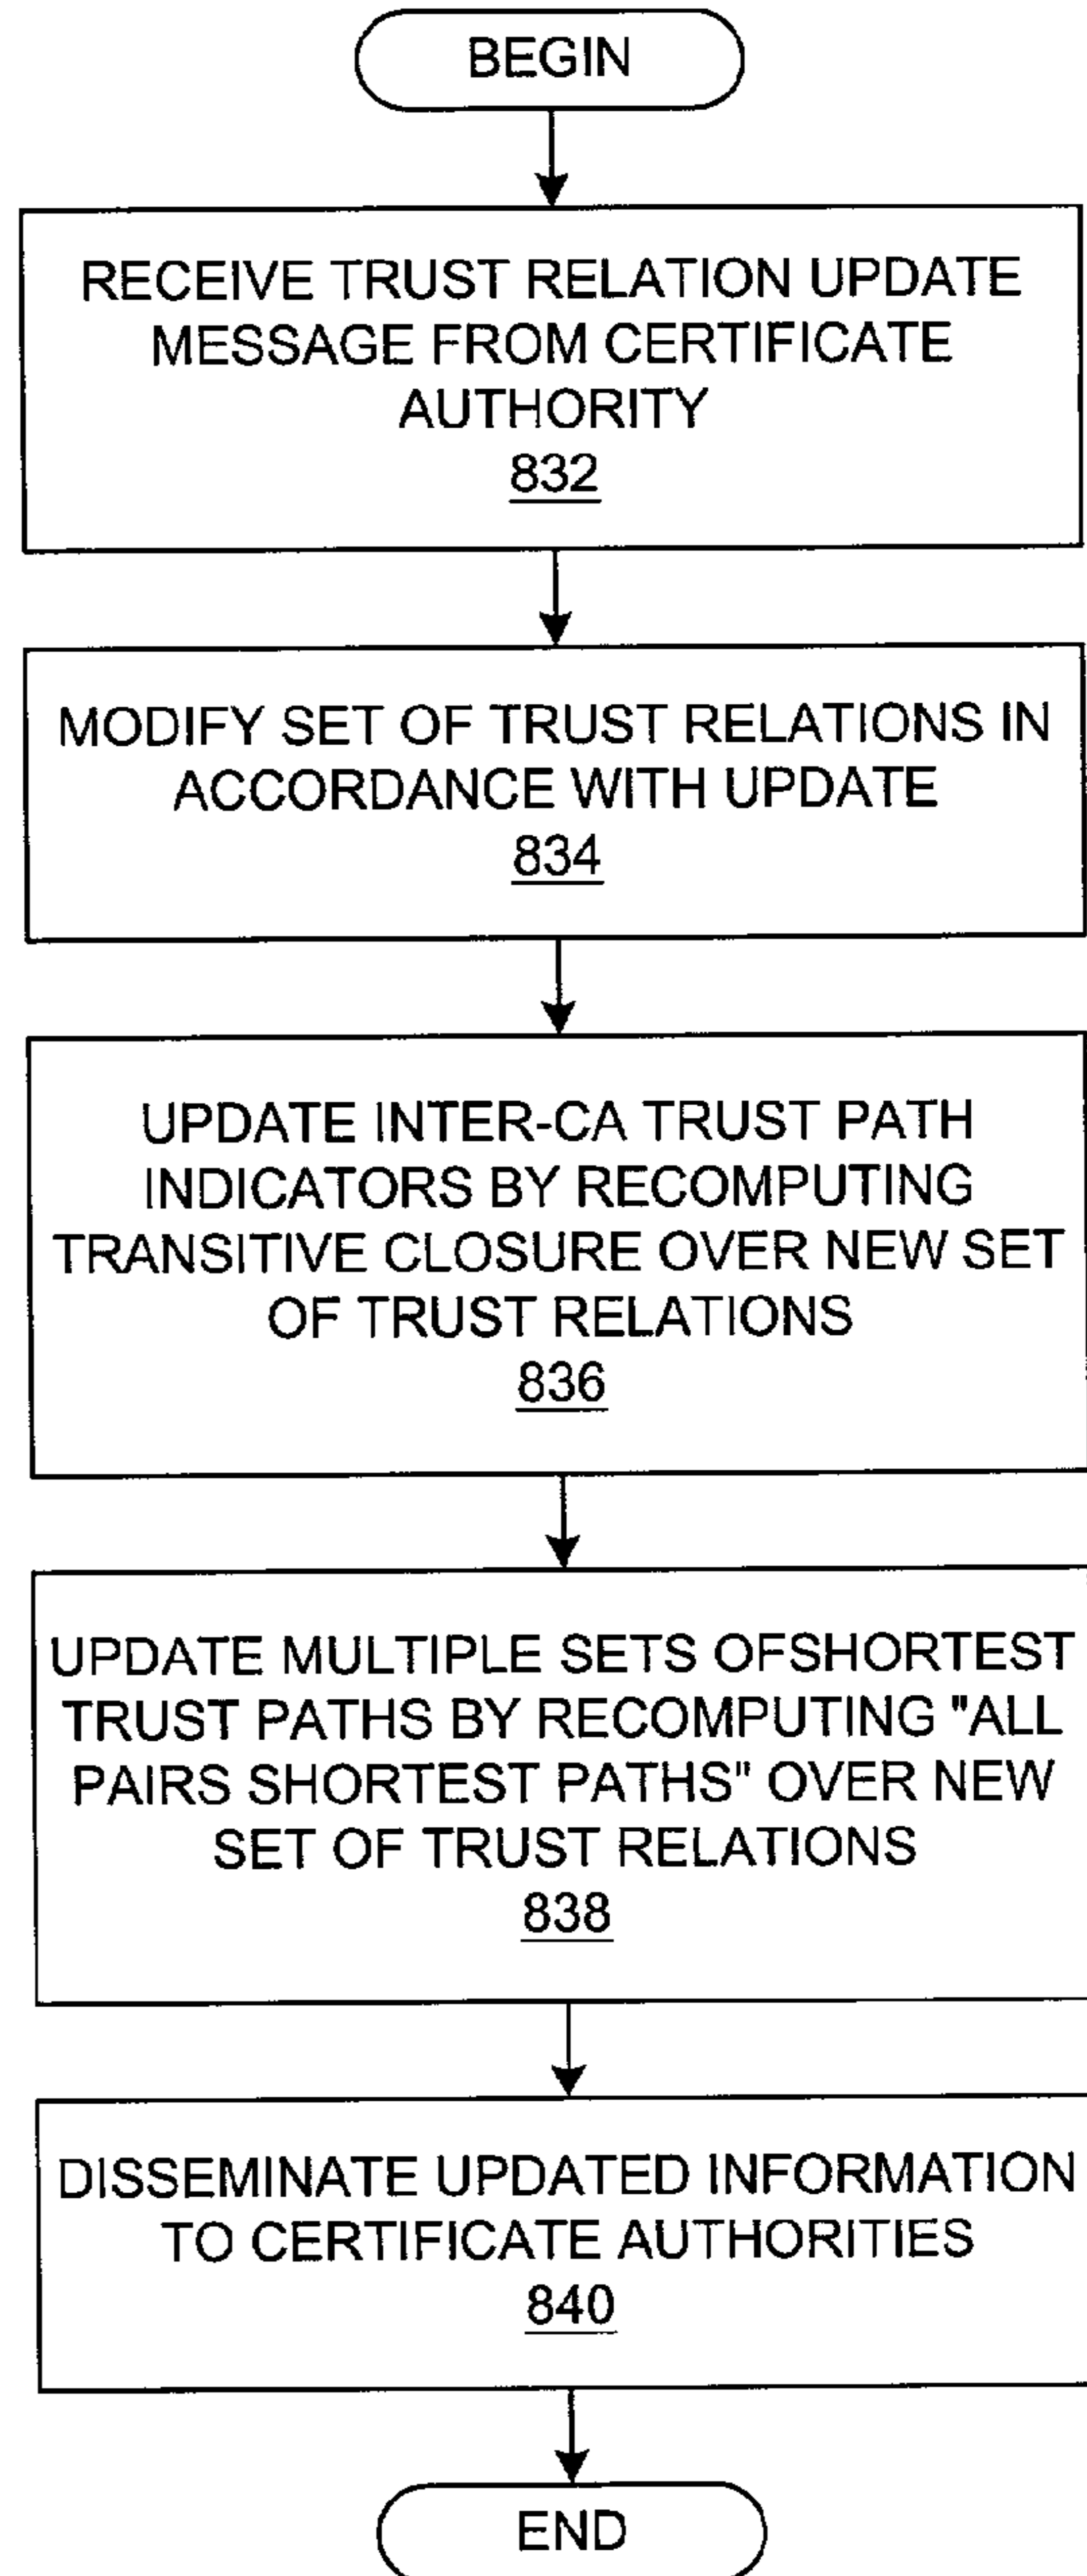 BEGIN
RECEIVE TRUST RELATION UPDATE
MESSAGE FROM CERTIFICATE
AUTHORITY
832
MODIFY SET OF TRUST RELATIONS IN
ACCORDANCE WITH UPDATE
834
UPDATE INTER-CA TRUST PATH
INDICATORS BY RECOMPUTING
TRANSITIVE CLOSURE OVER NEW SET
OF TRUST RELATIONS
836
UPDATE MULTIPLE SETS OFSHORTEST
TRUST PATHS BY RECOMPUTING "ALL
PAIRS SHORTEST PATHS" OVER NEW
SET OF TRUST RELATIONS
838
DISSEMINATE UPDATED INFORMATION
TO CERTIFICATE AUTHORITIES
840
END